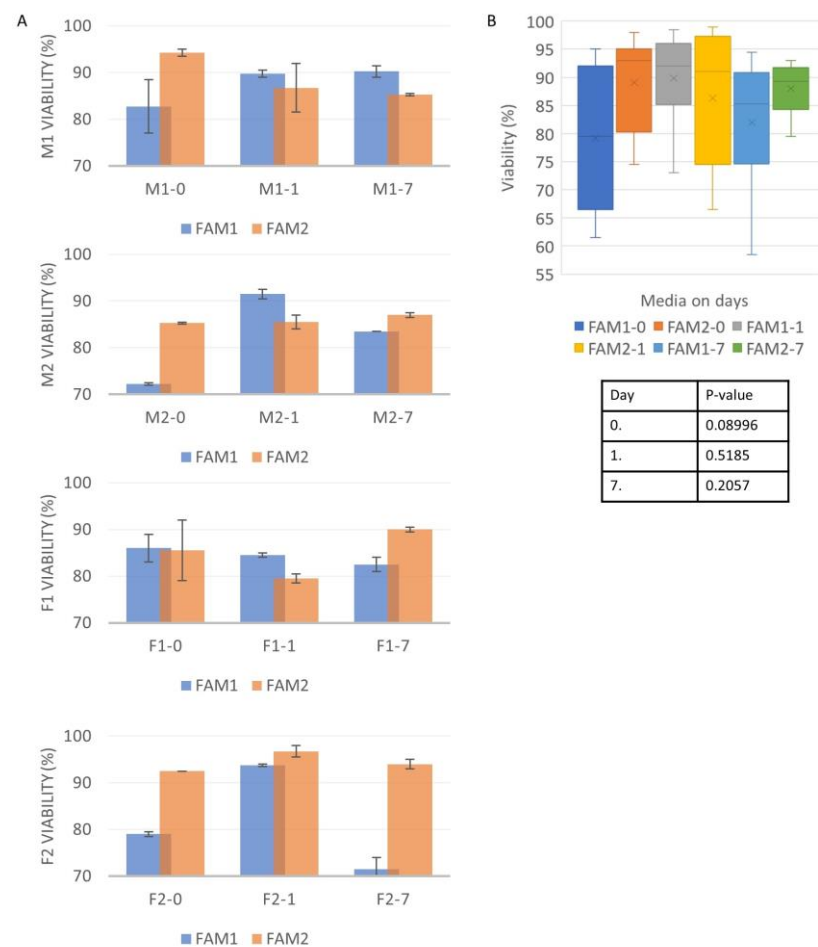 A
M1 VIABILITY (%)
100
90
80
70
M1-0 M1-1 M1-7
FAM1 FAM2
M2 VIABILITY (%)
100
90
80
70
M2-0 M2-1 M2-7
FAM1 FAM2
F1 VIABILITY (%)
100
90
80
70
F1-0 F1-1 F1-7
FAM1 FAM2
F2 VIABILITY (%)
100
90
80
70
F2-0 F2-1 F2-7
FAM1 FAM2
B
Viability (%)
100
95
90
85
80
75
70
65
60
55
Media on days
FAM1-0 FAM2-0 FAM1-1
FAM2-1 FAM1-7 FAM2-7
Day P-value
0. 0.08996
1. 0.5185
7. 0.2057